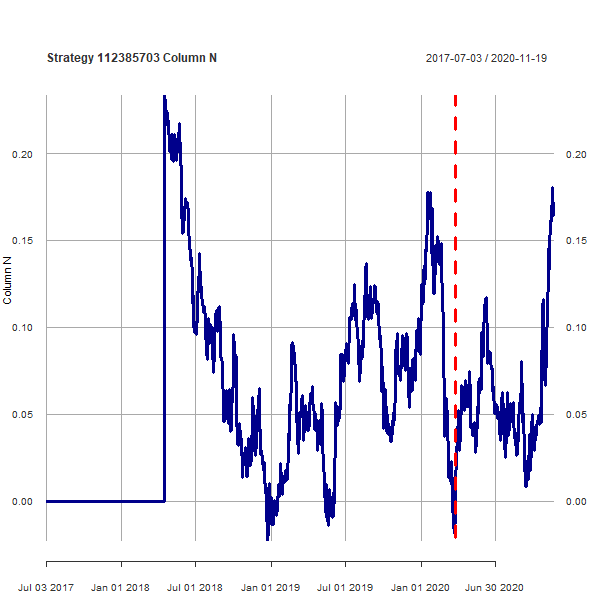 Strategy 112385703 Column N
2017-07-03 / 2020-11-19
0.20 0.20
0.15 0.15
Column N
0.10 0.10
0.05 0.05
0.00 0.00
Jul 03 2017 Jan 01 2018 Jul 01 2018 Jan 01 2019 Jul 01 2019 Jan 01 2020 Jun 30 2020